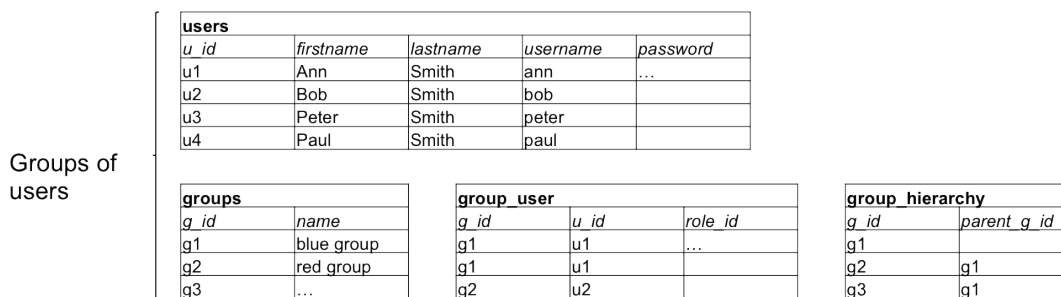 users
u_id firstname lastname username password
u1 Ann Smith ann ...
u2 Bob Smith bob
u3 Peter Smith peter
u4 Paul Smith paul
Groups of
users
groups group_user group_hierarchy
g_id name g_id u_id role_id g_id parent_g_id
g1 blue group g1 u1 ... g1
g2 red group g1 u1 g2 g1
g3 ... g2 u2 g3 g1